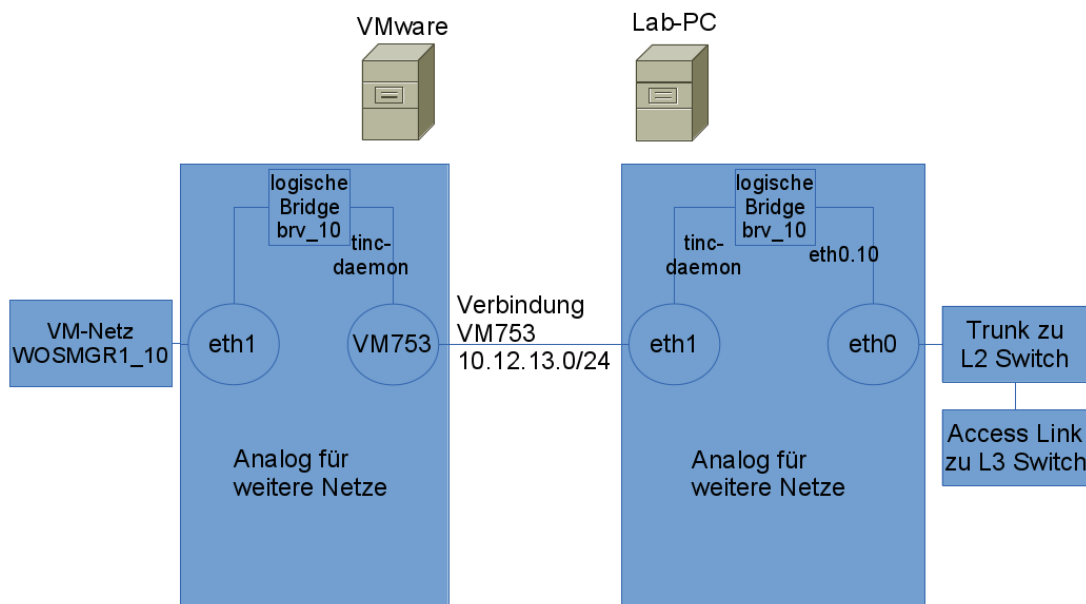 VMware
Lab-PC
logische
Bridge
brv_10
tinc-
daemon
eth1
VM753
VM-Netz
WOSMGR1_10
Analog für
weitere Netze
Verbindung
VM753
10.12.13.0/24
logische
Bridge
brv_10
tinc-
daemon
eth0.10
eth1
eth0
Analog für
weitere Netze
Trunk zu
L2 Switch
Access Link
zu L3 Switch